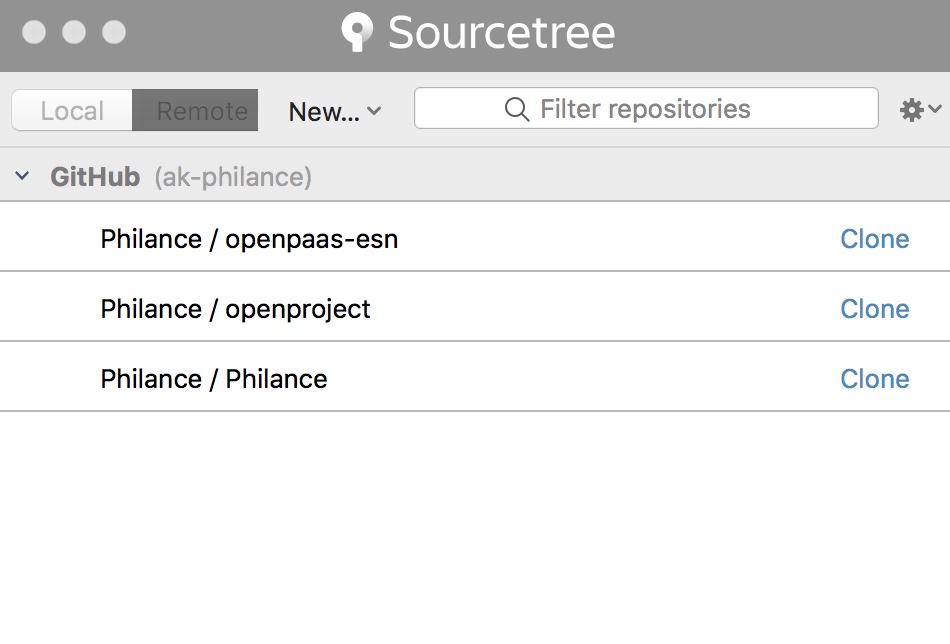 Sourcetree
Local Remote New... Filter repositories
GitHub (ak-philance)
Philance / openpaas-esn Clone
Philance / openproject Clone
Philance / Philance Clone